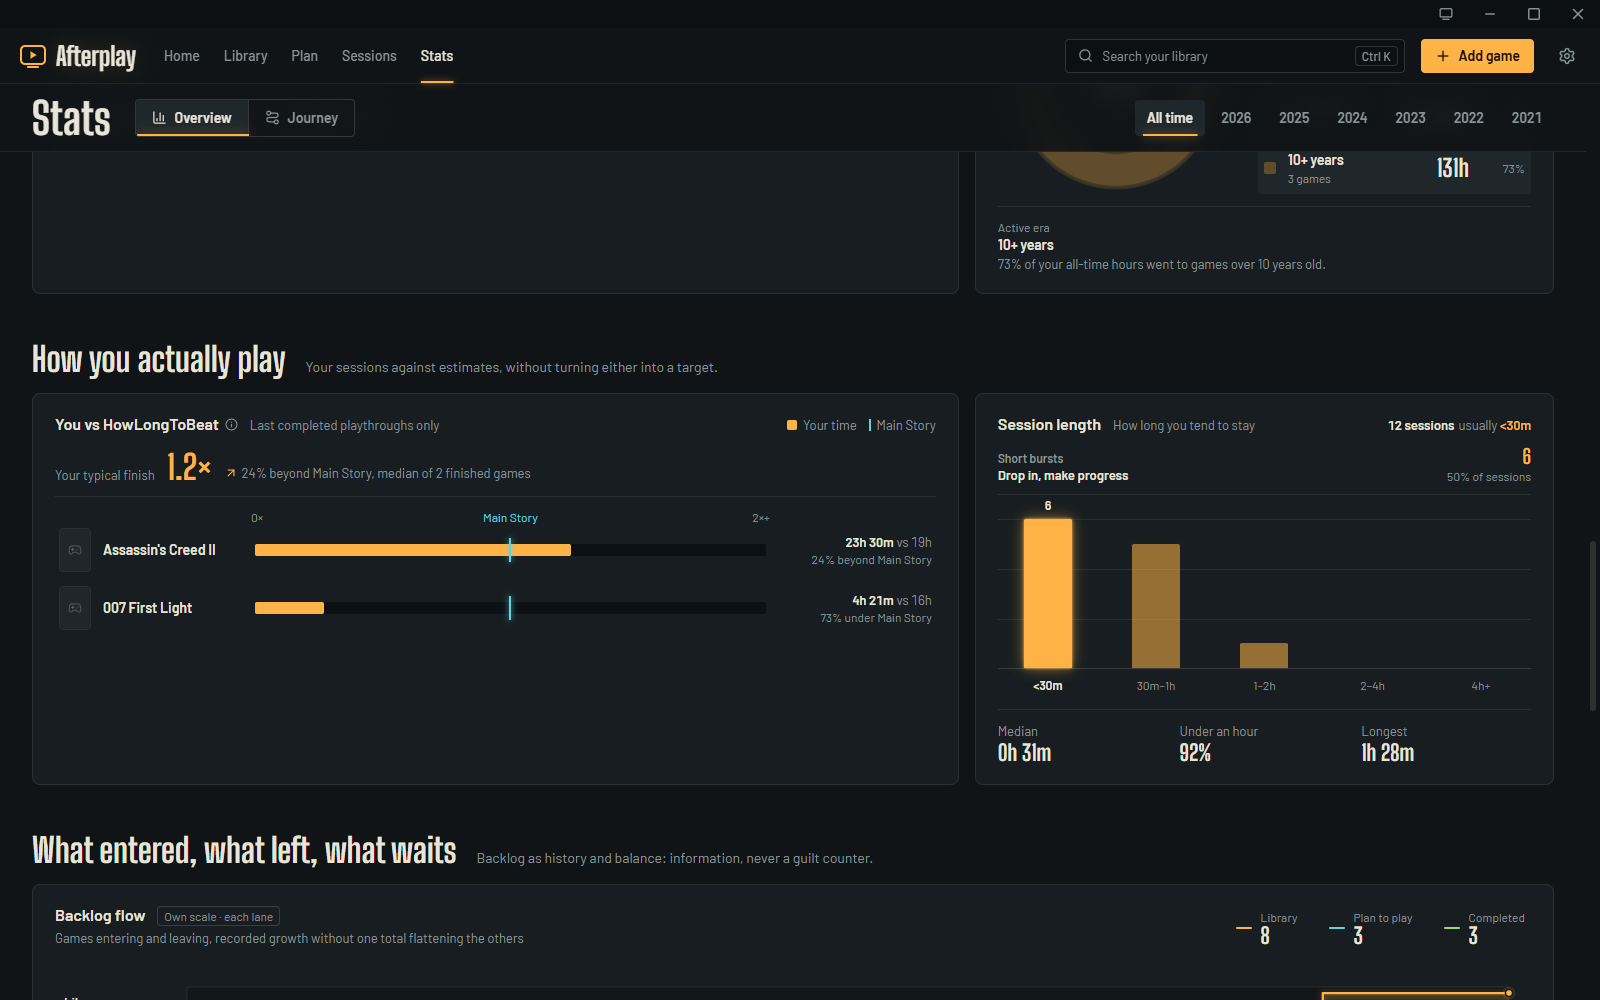 Afterplay
Home Library Plan Sessions Stats
Search your library Ctrl K
Add game
Stats
Overview Journey
All time 2026 2025 2024 2023 2022 2021
10+ years 131h 73%
3 games
Active era
10+ years
73% of your all-time hours went to games over 10 years old.
How you actually play Your sessions against estimates, without turning either into a target.
You vs HowLongToBeat Last completed playthroughs only Your time Main Story
Your typical finish 1.2× 24% beyond Main Story, median of 2 finished games
0× Main Story 2×+
Assassin's Creed II 23h 30m vs 19h
24% beyond Main Story
007 First Light 4h 21m vs 16h
73% under Main Story
Session length How long you tend to stay 12 sessions usually <30m
Short bursts 6
Drop in, make progress 50% of sessions
6
<30m 30m–1h 1–2h 2–4h 4h+
Median Under an hour Longest
0h 31m 92% 1h 28m
What entered, what left, what waits Backlog as history and balance: information, never a guilt counter.
Backlog flow Own scale · each lane
Games entering and leaving, recorded growth without one total flattening the others
Library Plan to play Completed
8 3 3